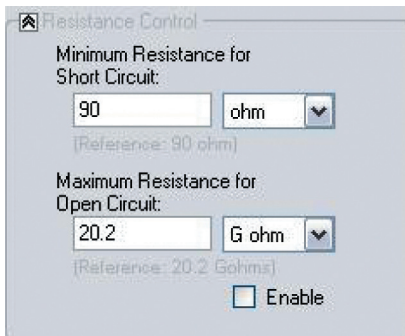 Resistance Control
Minimum Resistance for
Short Circuit:
90 ohm
(Reference: 90 ohm)
Maximum Resistance for
Open Circuit:
20.2 G ohm
(Reference: 20.2 Gohms)
Enable